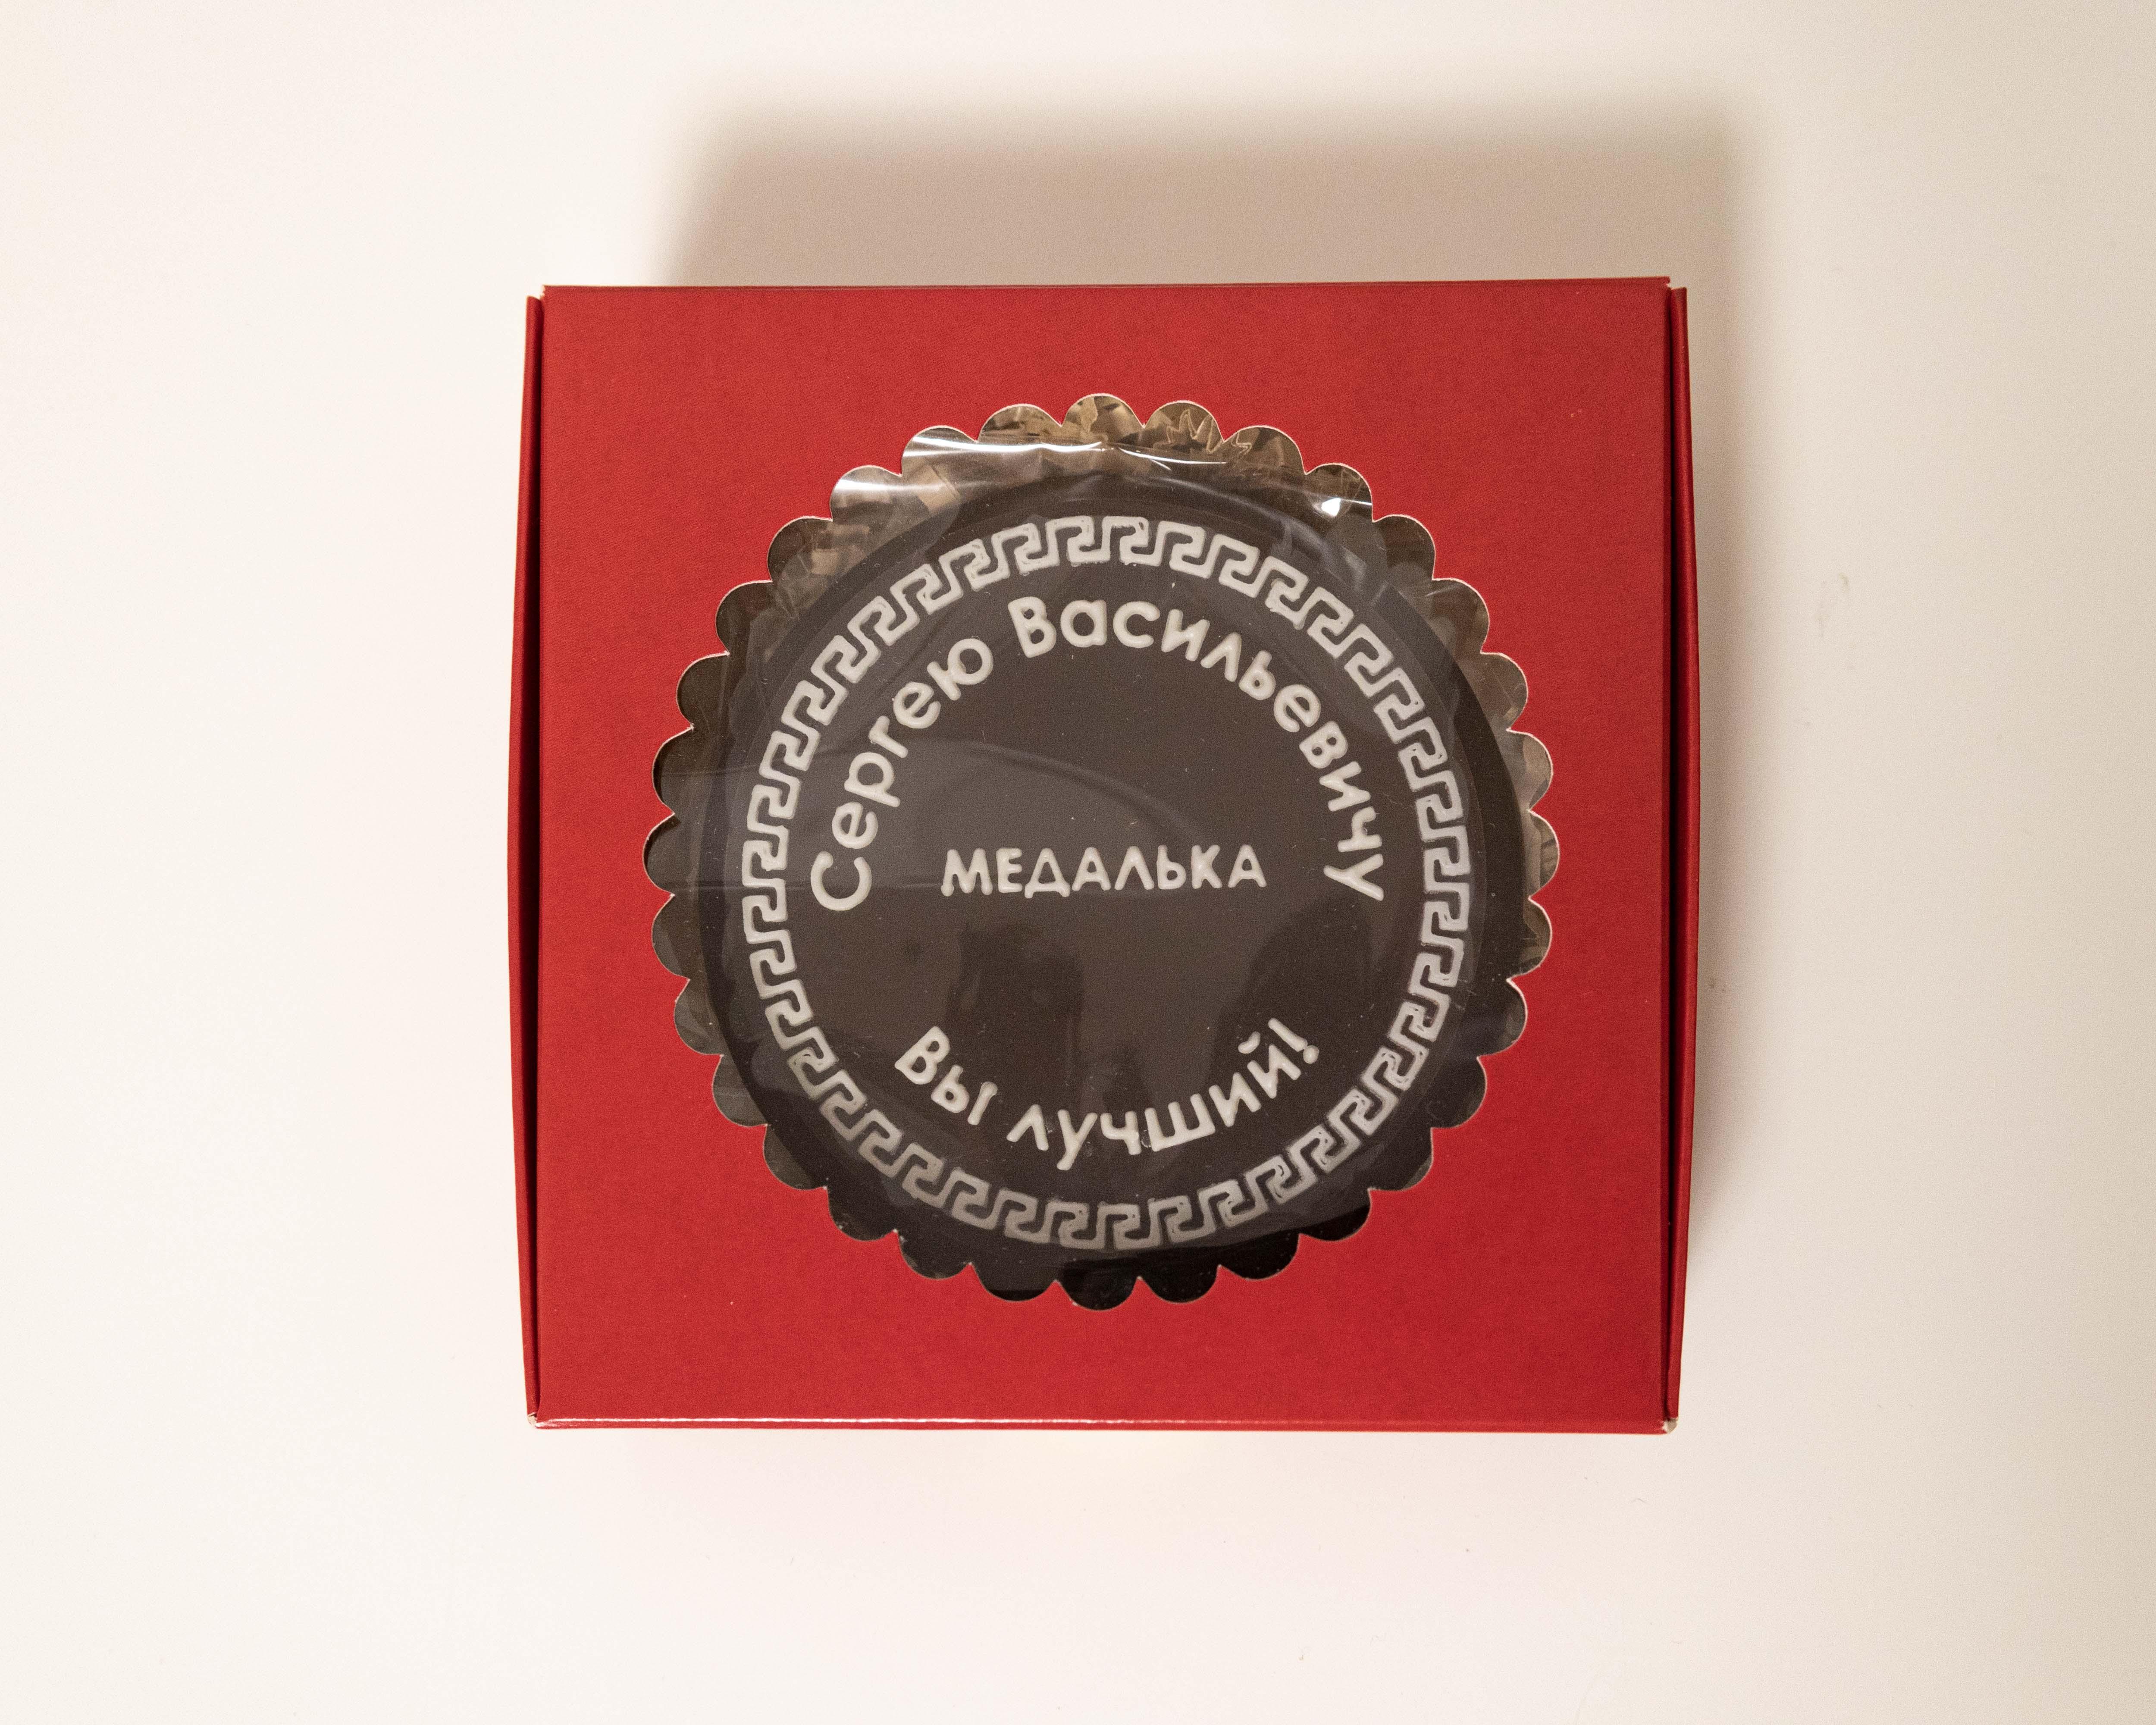 Сергею Васильевичу
МЕДАЛЬКА
Вы лучший!